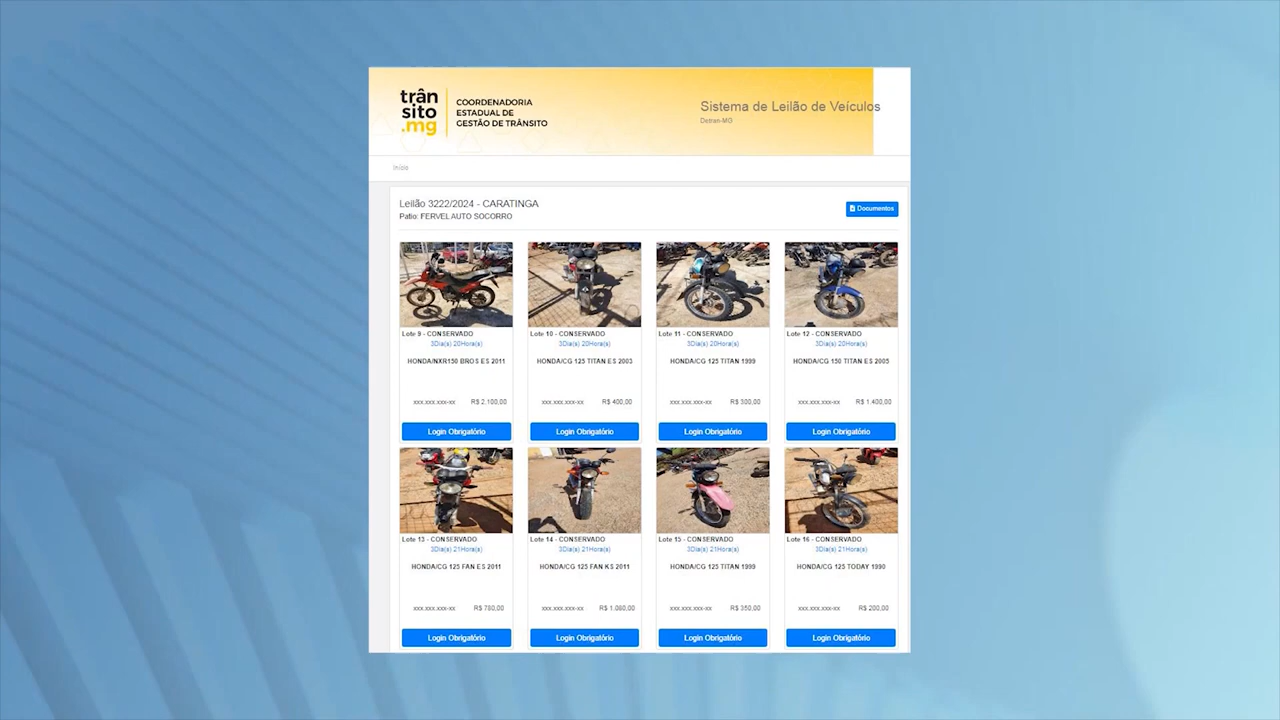 trân
sito
.mg
COORDENADORIA
ESTADUAL DE
GESTÃO DE TRÂNSITO
Sistema de Leilão de Veículos
Detran-MG
Início
Leilão 3222/2024 - CARATINGA
Patio: FERVEL AUTO SOCORRO
Documentos
Lote 9 - CONSERVADO
3Dia(s) 20Hora(s)
HONDA/NXR150 BROS ES 2011
xxx.xxx.xxx-xx R$ 2.100,00
Login Obrigatório
Lote 10 - CONSERVADO
3Dia(s) 20Hora(s)
HONDA/CG 125 TITAN ES 2003
xxx.xxx.xxx-xx R$ 400,00
Login Obrigatório
Lote 11 - CONSERVADO
3Dia(s) 20Hora(s)
HONDA/CG 125 TITAN 1999
xxx.xxx.xxx-xx R$ 300,00
Login Obrigatório
Lote 12 - CONSERVADO
3Dia(s) 20Hora(s)
HONDA/CG 150 TITAN ES 2005
xxx.xxx.xxx-xx R$ 1.400,00
Login Obrigatório
Lote 13 - CONSERVADO
3Dia(s) 21Hora(s)
HONDA/CG 125 FAN ES 2011
xxx.xxx.xxx-xx R$ 780,00
Login Obrigatório
Lote 14 - CONSERVADO
3Dia(s) 21Hora(s)
HONDA/CG 125 FAN KS 2011
xxx.xxx.xxx-xx R$ 1.080,00
Login Obrigatório
Lote 15 - CONSERVADO
3Dia(s) 21Hora(s)
HONDA/CG 125 TITAN 1999
xxx.xxx.xxx-xx R$ 350,00
Login Obrigatório
Lote 16 - CONSERVADO
3Dia(s) 21Hora(s)
HONDA/CG 125 TODAY 1990
xxx.xxx.xxx-xx R$ 200,00
Login Obrigatório